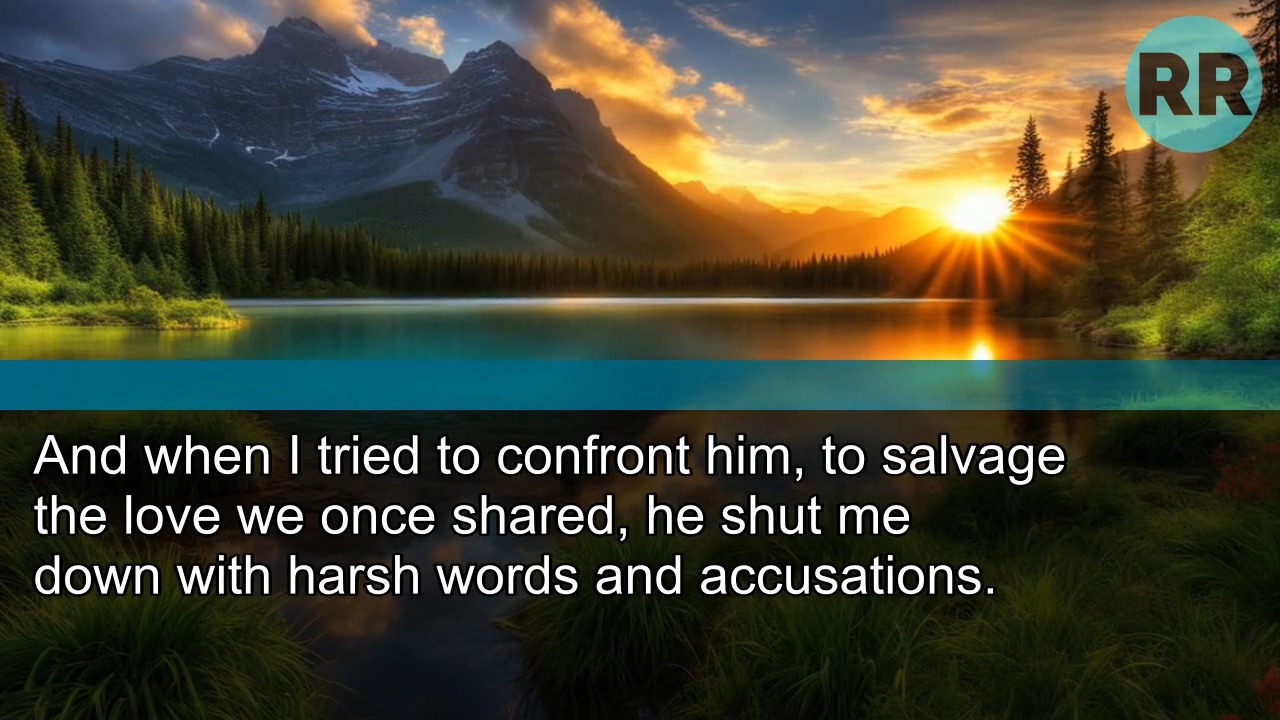 RR
And when I tried to confront him, to salvage
the love we once shared, he shut me
down with harsh words and accusations.